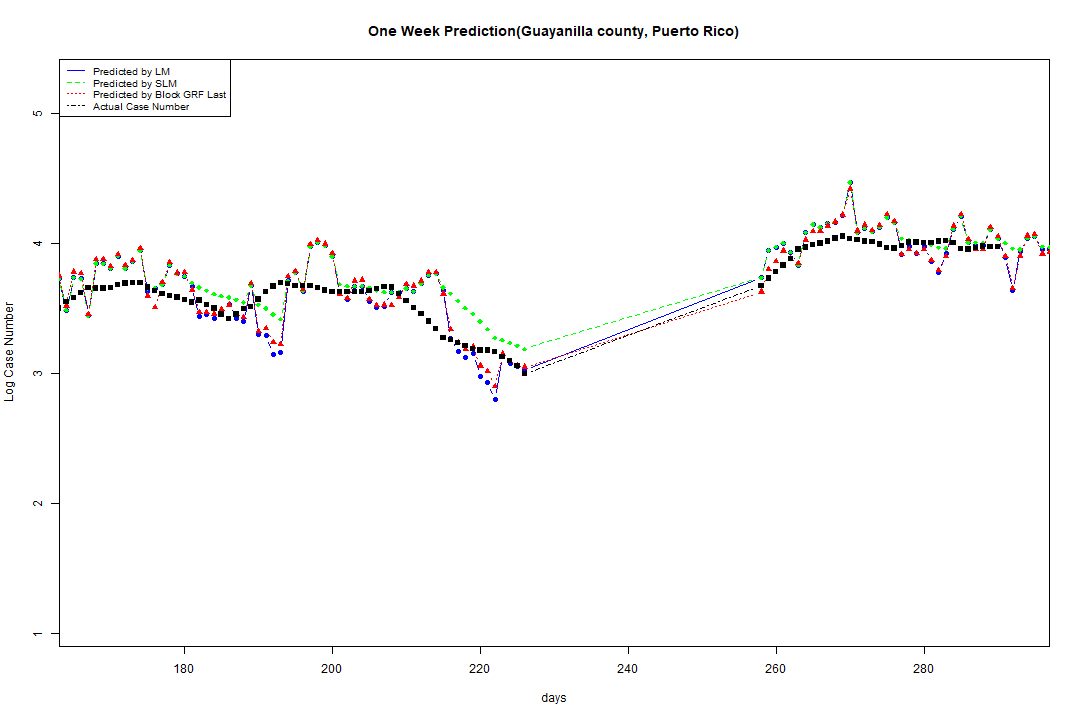 One Week Prediction(Guayanilla county, Puerto Rico)
Predicted by LM
Predicted by SLM
Predicted by Block GRF Last
Actual Case Number
5
4
3
2
1
Log Case Number
180 200 220 240 260 280
days